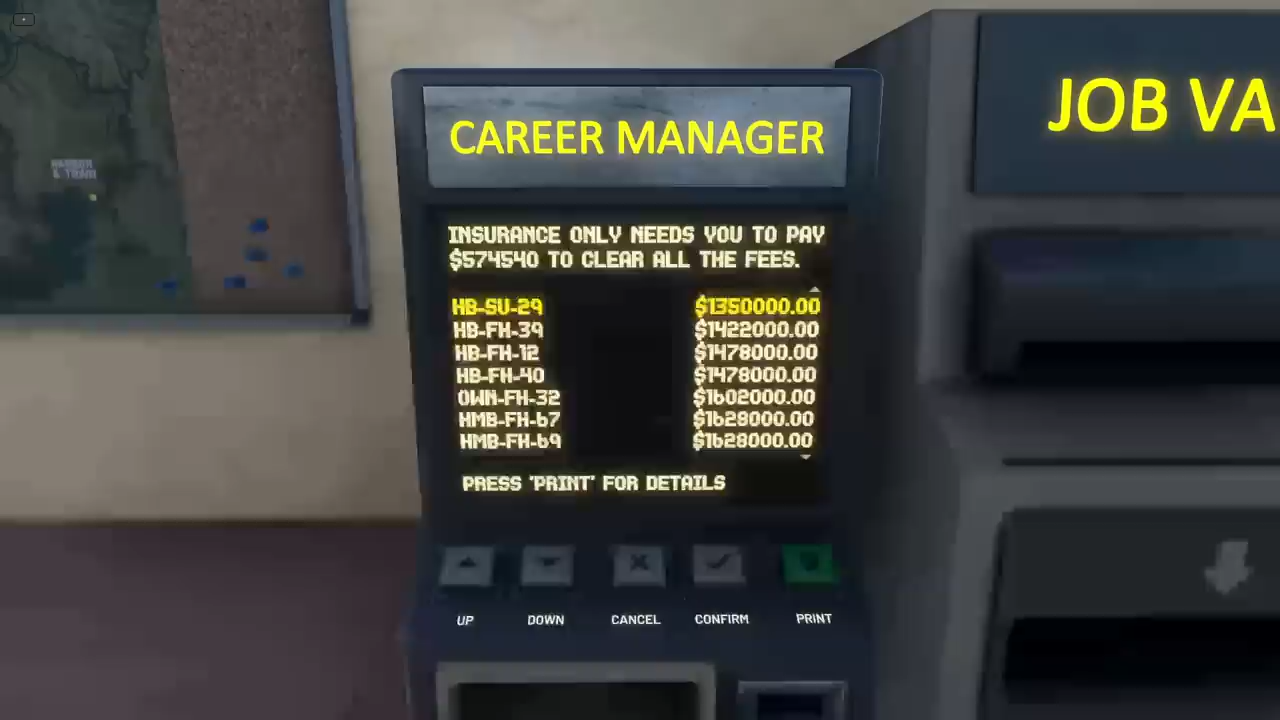 CAREER MANAGER
JOB VA
INSURANCE ONLY NEEDS YOU TO PAY
$574540 TO CLEAR ALL THE FEES.
HB-SU-29 $1350000.00
HB-FH-39 $1422000.00
HB-FH-12 $1478000.00
HB-FH-40 $1478000.00
OWN-FH-32 $1602000.00
HMB-FH-67 $1628000.00
HMB-FH-69 $1628000.00
PRESS 'PRINT' FOR DETAILS
UP DOWN CANCEL CONFIRM PRINT